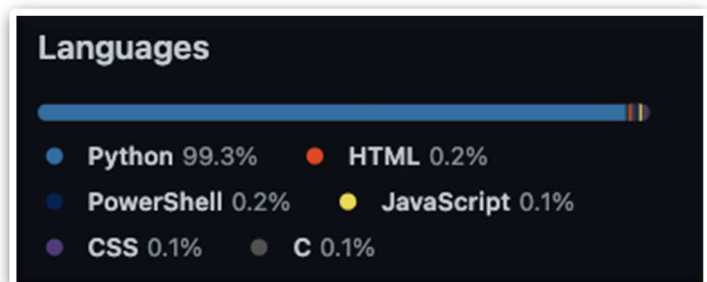 Languages
Python 99.3% HTML 0.2%
PowerShell 0.2% JavaScript 0.1%
CSS 0.1% C 0.1%